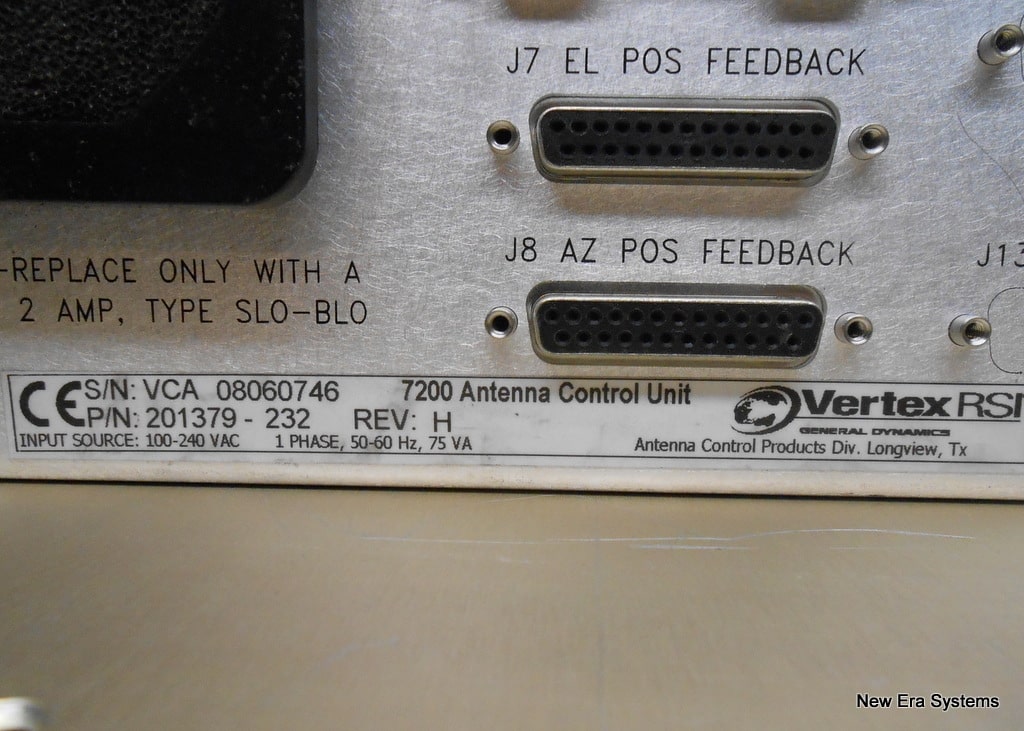 J7 EL POS FEEDBACK
J8 AZ POS FEEDBACK
J13
-REPLACE ONLY WITH A
2 AMP, TYPE SLO-BLO
CE S/N: VCA 08060746
P/N: 201379 - 232 REV: H
INPUT SOURCE: 100-240 VAC 1 PHASE, 50-60 Hz, 75 VA
7200 Antenna Control Unit
Vertex RSI
GENERAL DYNAMICS
Antenna Control Products Div. Longview, Tx
New Era Systems